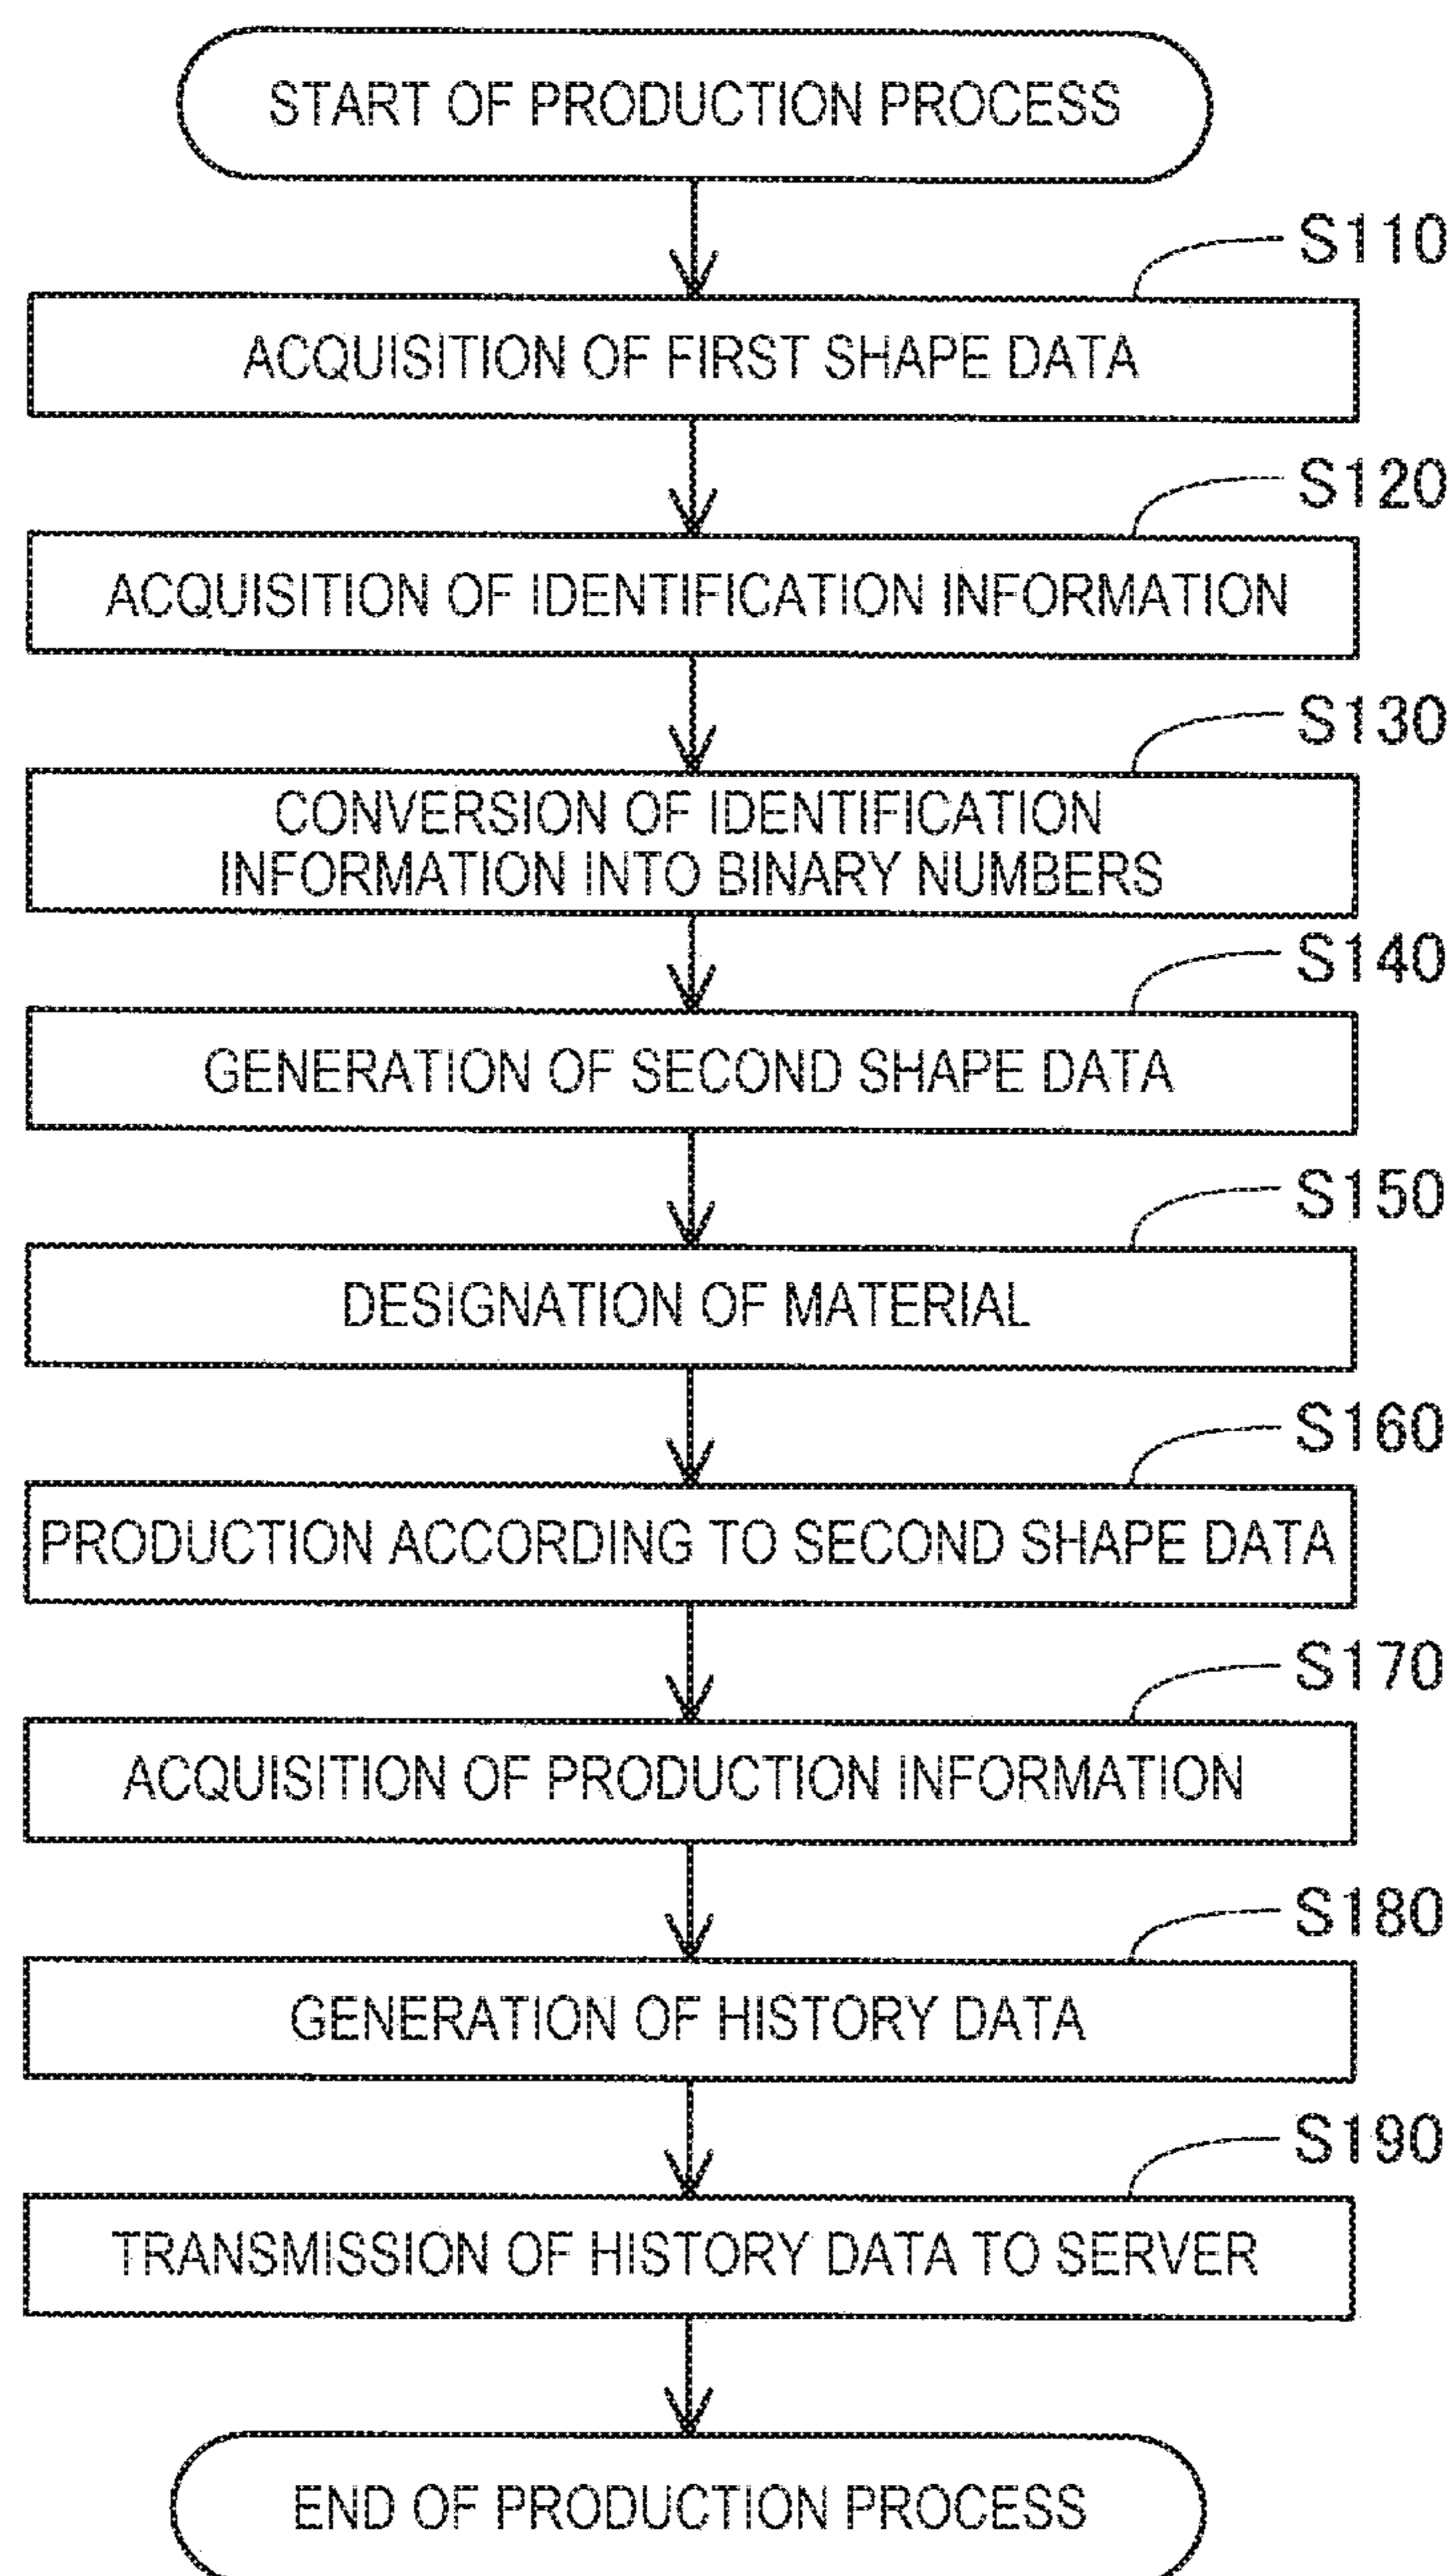 START OF PRODUCTION PROCESS
S110
ACQUISITION OF FIRST SHAPE DATA
S120
ACQUISITION OF IDENTIFICATION INFORMATION
S130
CONVERSION OF IDENTIFICATION
INFORMATION INTO BINARY NUMBERS
S140
GENERATION OF SECOND SHAPE DATA
S150
DESIGNATION OF MATERIAL
S160
PRODUCTION ACCORDING TO SECOND SHAPE DATA
S170
ACQUISITION OF PRODUCTION INFORMATION
S180
GENERATION OF HISTORY DATA
S190
TRANSMISSION OF HISTORY DATA TO SERVER
END OF PRODUCTION PROCESS